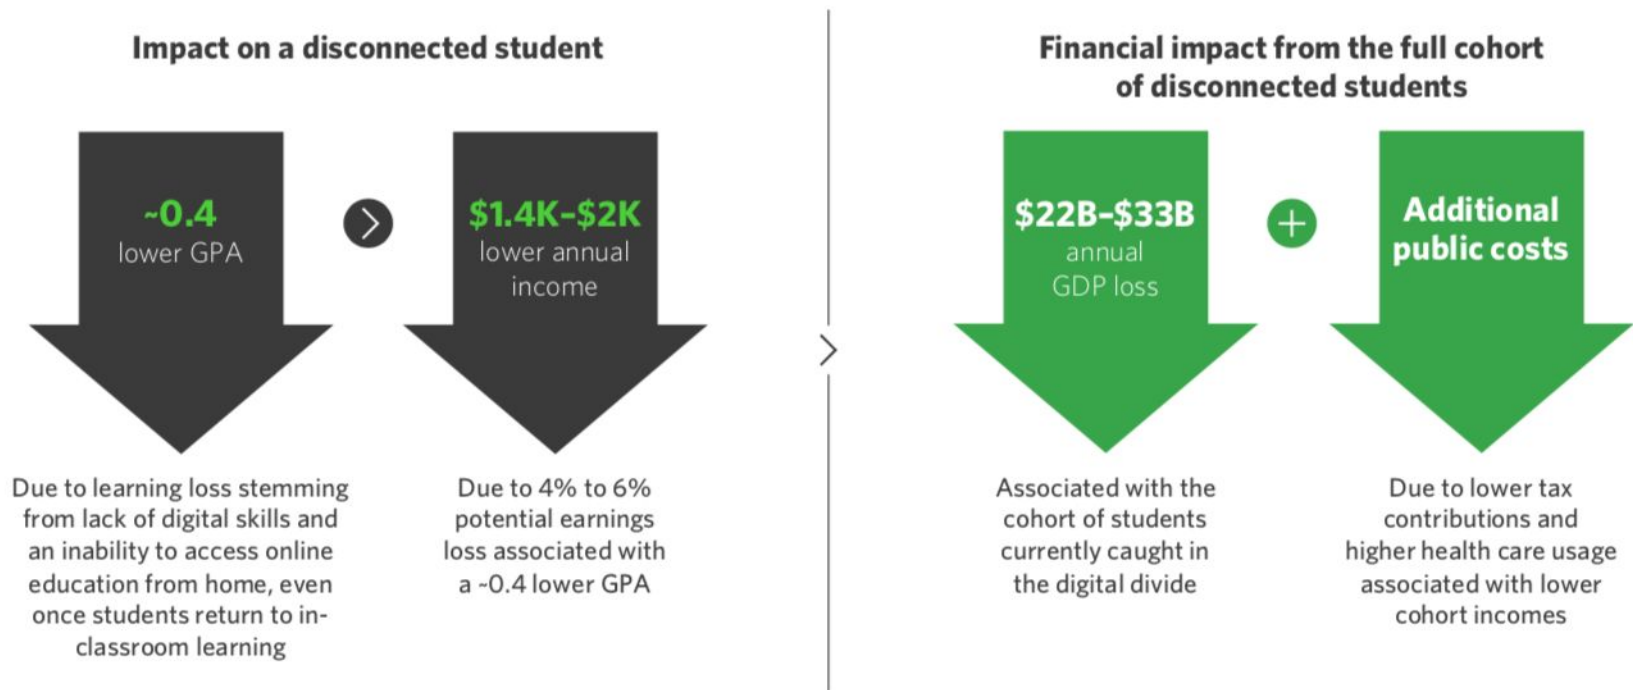 Impact on a disconnected student
~0.4
lower GPA
$1.4K–$2K
lower annual
income
Due to learning loss stemming
from lack of digital skills and
an inability to access online
education from home, even
once students return to in-
classroom learning
Due to 4% to 6%
potential earnings
loss associated with
a ~0.4 lower GPA
Financial impact from the full cohort
of disconnected students
$22B–$33B
annual
GDP loss
Additional
public costs
Associated with the
cohort of students
currently caught in
the digital divide
Due to lower tax
contributions and
higher health care usage
associated with lower
cohort incomes